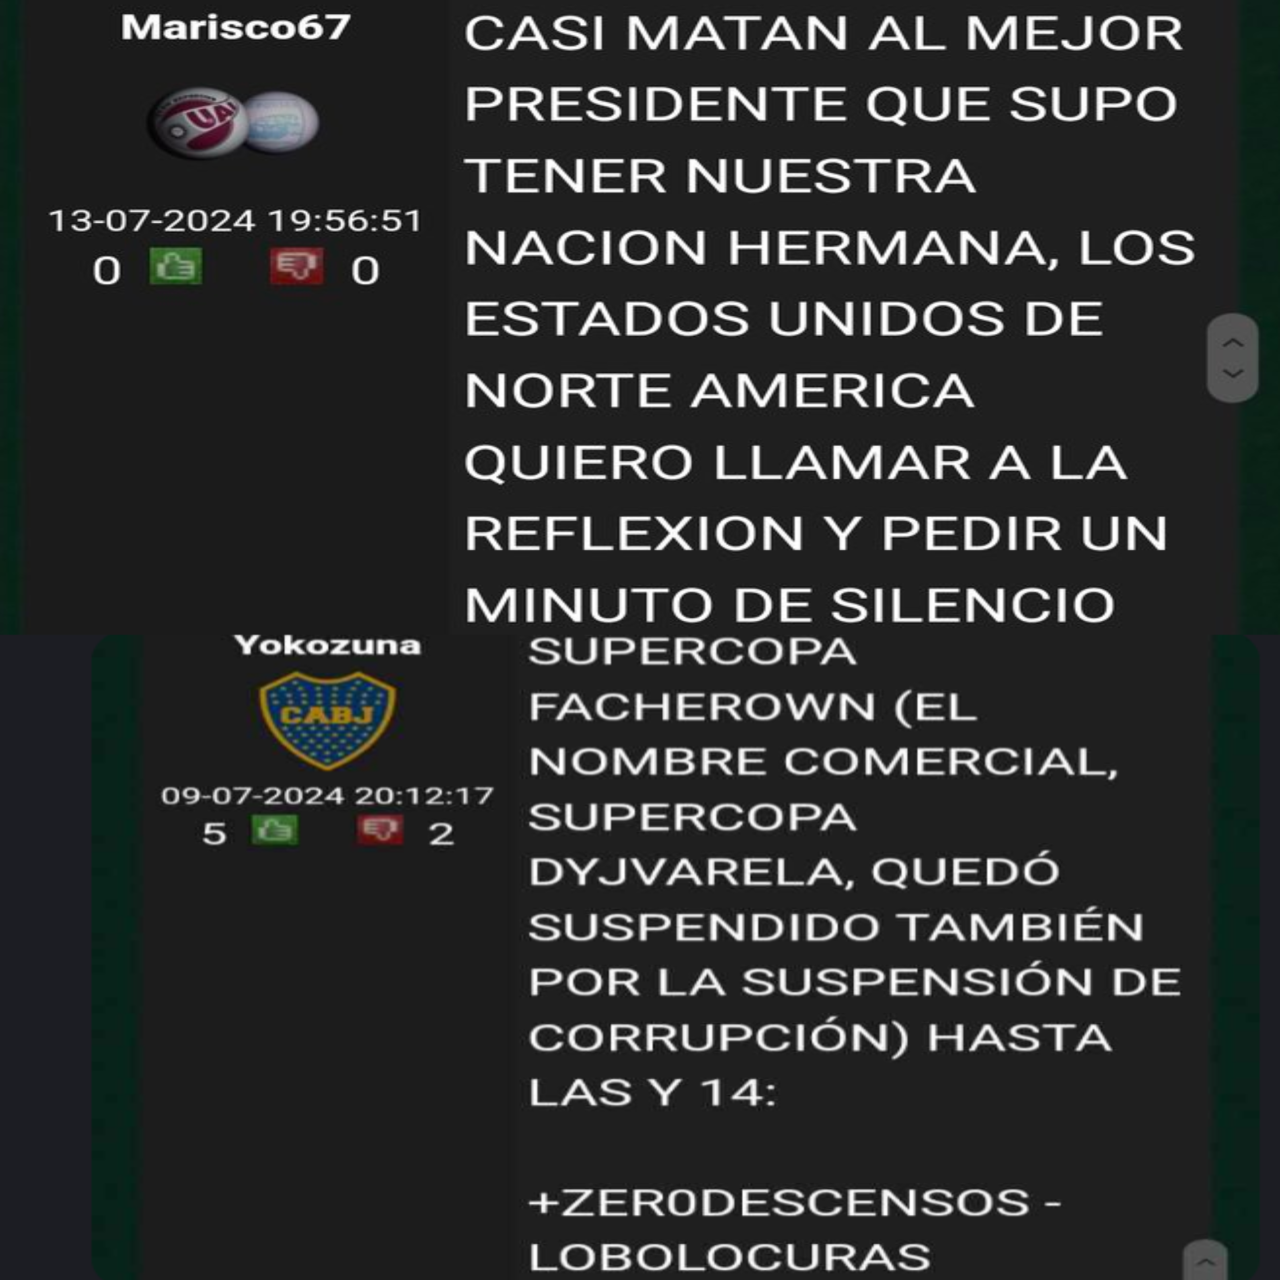 Marisco67
UA
13-07-2024 19:56:51
0 0
CASI MATAN AL MEJOR
PRESIDENTE QUE SUPO
TENER NUESTRA
NACION HERMANA, LOS
ESTADOS UNIDOS DE
NORTE AMERICA
QUIERO LLAMAR A LA
REFLEXION Y PEDIR UN
MINUTO DE SILENCIO
Yokozuna
CABJ
09-07-2024 20:12:17
5 2
SUPERCOPA
FACHEROWN (EL
NOMBRE COMERCIAL,
SUPERCOPA
DYJVARELA, QUEDÓ
SUSPENDIDO TAMBIÉN
POR LA SUSPENSIÓN DE
CORRUPCIÓN) HASTA
LAS Y 14:
+ZER0DESCENSOS -
LOBOLOCURAS